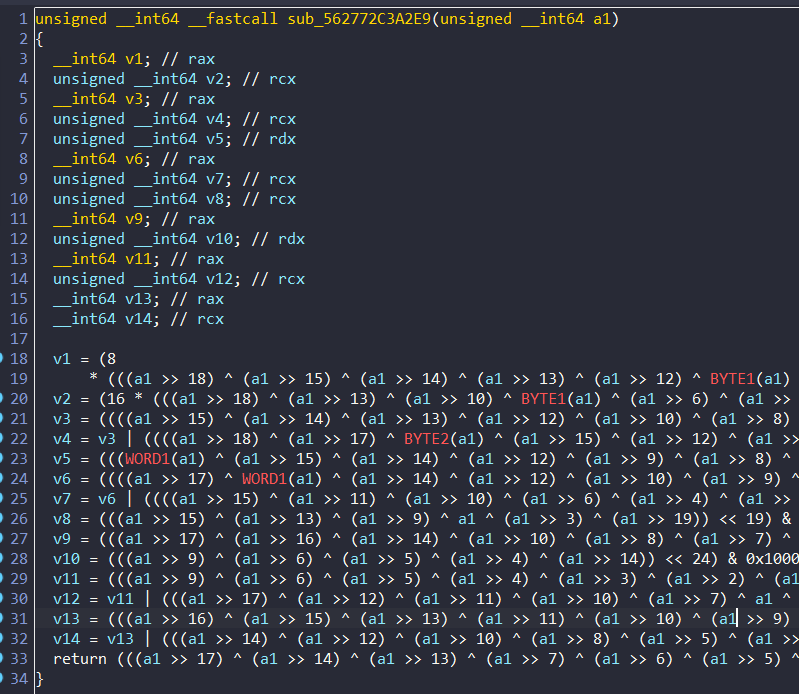 1 unsigned __int64 __fastcall sub_562772C3A2E9(unsigned __int64 a1)
2 {
3 __int64 v1; // rax
4 unsigned __int64 v2; // rcx
5 __int64 v3; // rax
6 unsigned __int64 v4; // rcx
7 unsigned __int64 v5; // rdx
8 __int64 v6; // rax
9 unsigned __int64 v7; // rcx
10 unsigned __int64 v8; // rcx
11 __int64 v9; // rax
12 unsigned __int64 v10; // rdx
13 __int64 v11; // rax
14 unsigned __int64 v12; // rcx
15 __int64 v13; // rax
16 __int64 v14; // rcx
17
18 v1 = (8
19 * (((a1 >> 18) ^ (a1 >> 15) ^ (a1 >> 14) ^ (a1 >> 13) ^ (a1 >> 12) ^ BYTE1(a1)
20 v2 = (16 * (((a1 >> 18) ^ (a1 >> 13) ^ (a1 >> 10) ^ BYTE1(a1) ^ (a1 >> 6) ^ (a1 >>
21 v3 = ((((a1 >> 15) ^ (a1 >> 14) ^ (a1 >> 13) ^ (a1 >> 12) ^ (a1 >> 10) ^ (a1 >> 8)
22 v4 = v3 | ((((a1 >> 18) ^ (a1 >> 17) ^ BYTE2(a1) ^ (a1 >> 15) ^ (a1 >> 12) ^ (a1 >>
23 v5 = (((WORD1(a1) ^ (a1 >> 15) ^ (a1 >> 14) ^ (a1 >> 12) ^ (a1 >> 9) ^ (a1 >> 8) ^
24 v6 = ((((a1 >> 17) ^ WORD1(a1) ^ (a1 >> 14) ^ (a1 >> 12) ^ (a1 >> 10) ^ (a1 >> 9) ^
25 v7 = v6 | ((((a1 >> 15) ^ (a1 >> 11) ^ (a1 >> 10) ^ (a1 >> 6) ^ (a1 >> 4) ^ (a1 >>
26 v8 = (((a1 >> 15) ^ (a1 >> 13) ^ (a1 >> 9) ^ a1 ^ (a1 >> 3) ^ (a1 >> 19)) << 19) &
27 v9 = (((a1 >> 17) ^ (a1 >> 16) ^ (a1 >> 14) ^ (a1 >> 10) ^ (a1 >> 8) ^ (a1 >> 7) ^
28 v10 = (((a1 >> 9) ^ (a1 >> 6) ^ (a1 >> 5) ^ (a1 >> 4) ^ (a1 >> 14)) << 24) & 0x1000
29 v11 = ((((a1 >> 9) ^ (a1 >> 6) ^ (a1 >> 5) ^ (a1 >> 4) ^ (a1 >> 3) ^ (a1 >> 2) ^ (a1
30 v12 = v11 | (((a1 >> 17) ^ (a1 >> 12) ^ (a1 >> 11) ^ (a1 >> 10) ^ (a1 >> 7) ^ a1 ^
31 v13 = (((a1 >> 16) ^ (a1 >> 15) ^ (a1 >> 13) ^ (a1 >> 11) ^ (a1 >> 10) ^ (a1 >> 9)
32 v14 = v13 | (((a1 >> 14) ^ (a1 >> 12) ^ (a1 >> 10) ^ (a1 >> 8) ^ (a1 >> 5) ^ (a1 >>
33 return (((a1 >> 17) ^ (a1 >> 14) ^ (a1 >> 13) ^ (a1 >> 7) ^ (a1 >> 6) ^ (a1 >> 5) ^
34 }